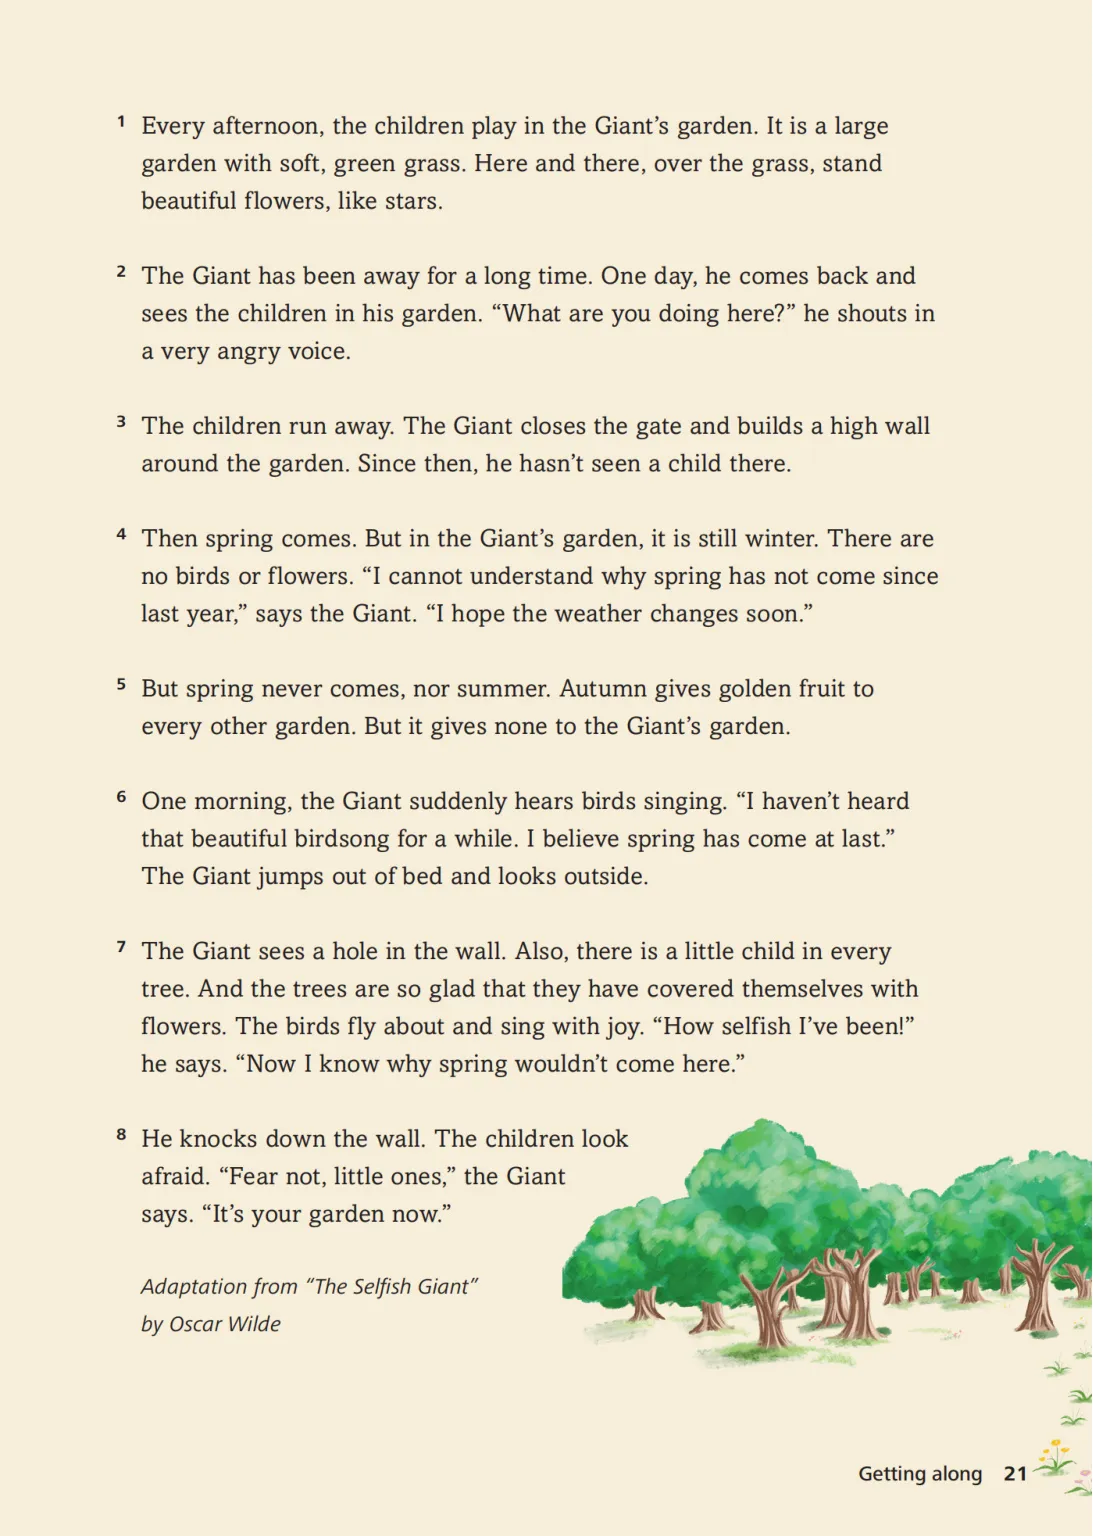 1 Every afternoon, the children play in the Giant’s garden. It is a large
garden with soft, green grass. Here and there, over the grass, stand
beautiful flowers, like stars.
2 The Giant has been away for a long time. One day, he comes back and
sees the children in his garden. “What are you doing here?” he shouts in
a very angry voice.
3 The children run away. The Giant closes the gate and builds a high wall
around the garden. Since then, he hasn’t seen a child there.
4 Then spring comes. But in the Giant’s garden, it is still winter. There are
no birds or flowers. “I cannot understand why spring has not come since
last year,” says the Giant. “I hope the weather changes soon.”
5 But spring never comes, nor summer. Autumn gives golden fruit to
every other garden. But it gives none to the Giant’s garden.
6 One morning, the Giant suddenly hears birds singing. “I haven’t heard
that beautiful birdsong for a while. I believe spring has come at last.”
The Giant jumps out of bed and looks outside.
7 The Giant sees a hole in the wall. Also, there is a little child in every
tree. And the trees are so glad that they have covered themselves with
flowers. The birds fly about and sing with joy. “How selfish I’ve been!”
he says. “Now I know why spring wouldn’t come here.”
8 He knocks down the wall. The children look
afraid. “Fear not, little ones,” the Giant
says. “It’s your garden now.”
Adaptation from “The Selfish Giant”
by Oscar Wilde
Getting along 21